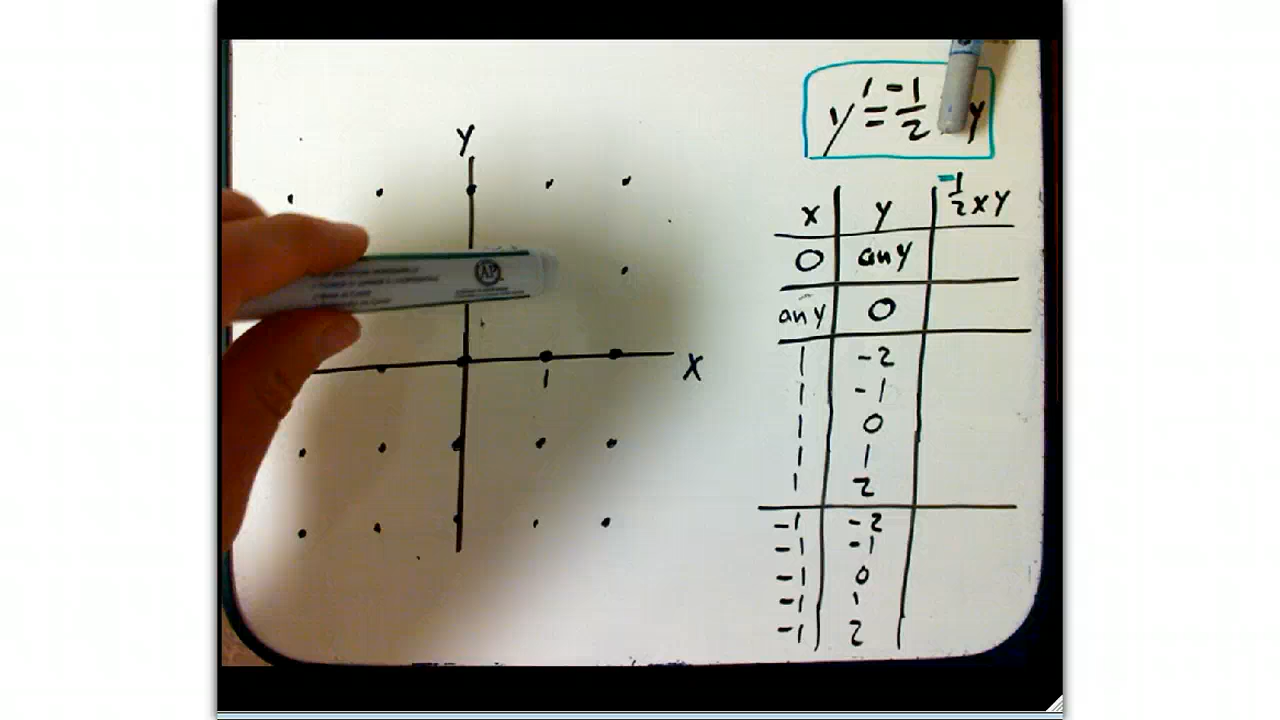 y' = -1/2 y
Y
x y -1/2 x y
0 any
AP
any 0
X
1 -2
1
1 -1
1 0
1 1
1 2
-1 -2
-1 -1
-1 0
-1 1
-1 2